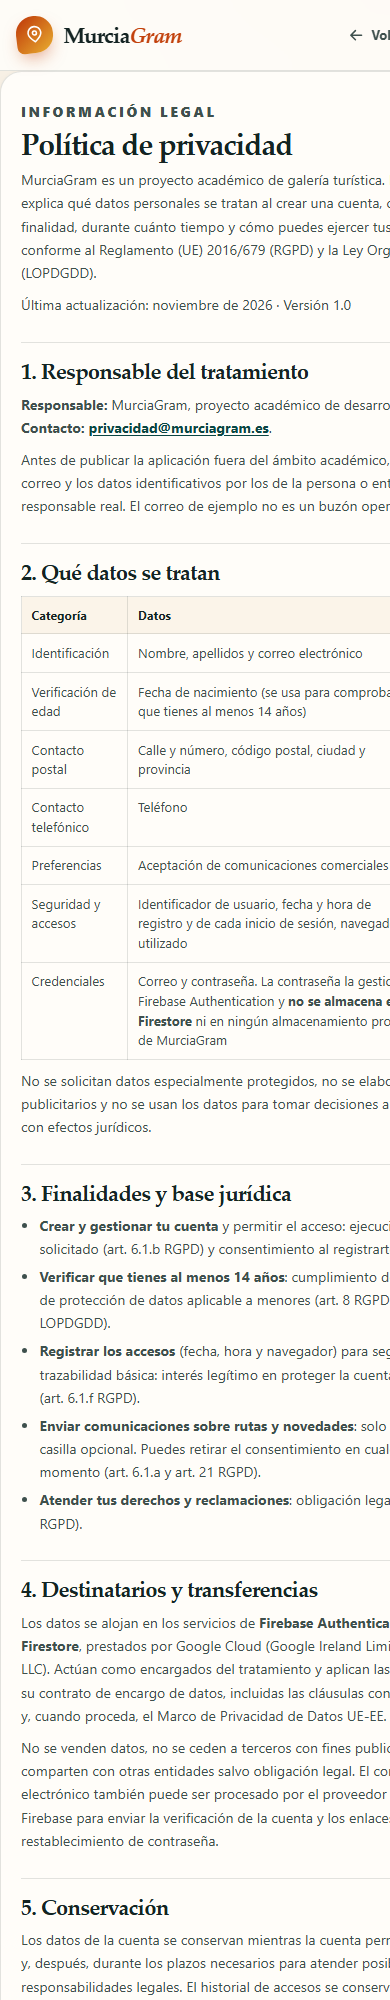 MurciaGram
← Vol
INFORMACIÓN LEGAL
Política de privacidad
MurciaGram es un proyecto académico de galería turística.
explica qué datos personales se tratan al crear una cuenta, c
finalidad, durante cuánto tiempo y cómo puedes ejercer tus
conforme al Reglamento (UE) 2016/679 (RGPD) y la Ley Org
(LOPDGDD).
Última actualización: noviembre de 2026 · Versión 1.0
1. Responsable del tratamiento
Responsable: MurciaGram, proyecto académico de desarro
Contacto: privacidad@murciagram.es.
Antes de publicar la aplicación fuera del ámbito académico,
correo y los datos identificativos por los de la persona o ent
responsable real. El correo de ejemplo no es un buzón oper
2. Qué datos se tratan
Categoría Datos
Identificación Nombre, apellidos y correo electrónico
Verificación de edad Fecha de nacimiento (se usa para comproba
que tienes al menos 14 años)
Contacto postal Calle y número, código postal, ciudad y
provincia
Contacto telefónico Teléfono
Preferencias Aceptación de comunicaciones comerciales
Seguridad y accesos Identificador de usuario, fecha y hora de
registro y de cada inicio de sesión, navegad
utilizado
Credenciales Correo y contraseña. La contraseña la gestio
Firebase Authentication y no se almacena e
Firestore ni en ningún almacenamiento pro
de MurciaGram
No se solicitan datos especialmente protegidos, no se elabo
publicitarios y no se usan los datos para tomar decisiones a
con efectos jurídicos.
3. Finalidades y base jurídica
• Crear y gestionar tu cuenta y permitir el acceso: ejecuci
solicitado (art. 6.1.b RGPD) y consentimiento al registrart
• Verificar que tienes al menos 14 años: cumplimiento d
de protección de datos aplicable a menores (art. 8 RGPD
LOPDGDD).
• Registrar los accesos (fecha, hora y navegador) para seg
trazabilidad básica: interés legítimo en proteger la cuenta
(art. 6.1.f RGPD).
• Enviar comunicaciones sobre rutas y novedades: solo
casilla opcional. Puedes retirar el consentimiento en cual
momento (art. 6.1.a y art. 21 RGPD).
• Atender tus derechos y reclamaciones: obligación lega
RGPD).
4. Destinatarios y transferencias
Los datos se alojan en los servicios de Firebase Authentica
Firestore, prestados por Google Cloud (Google Ireland Limi
LLC). Actúan como encargados del tratamiento y aplican las
su contrato de encargo de datos, incluidas las cláusulas con
y, cuando proceda, el Marco de Privacidad de Datos UE-EE.
No se venden datos, no se ceden a terceros con fines public
comparten con otras entidades salvo obligación legal. El cor
electrónico también puede ser procesado por el proveedor
Firebase para enviar la verificación de la cuenta y los enlaces
restablecimiento de contraseña.
5. Conservación
Los datos de la cuenta se conservan mientras la cuenta perr
y, después, durante los plazos necesarios para atender posil
responsabilidades legales. El historial de accesos se conserv